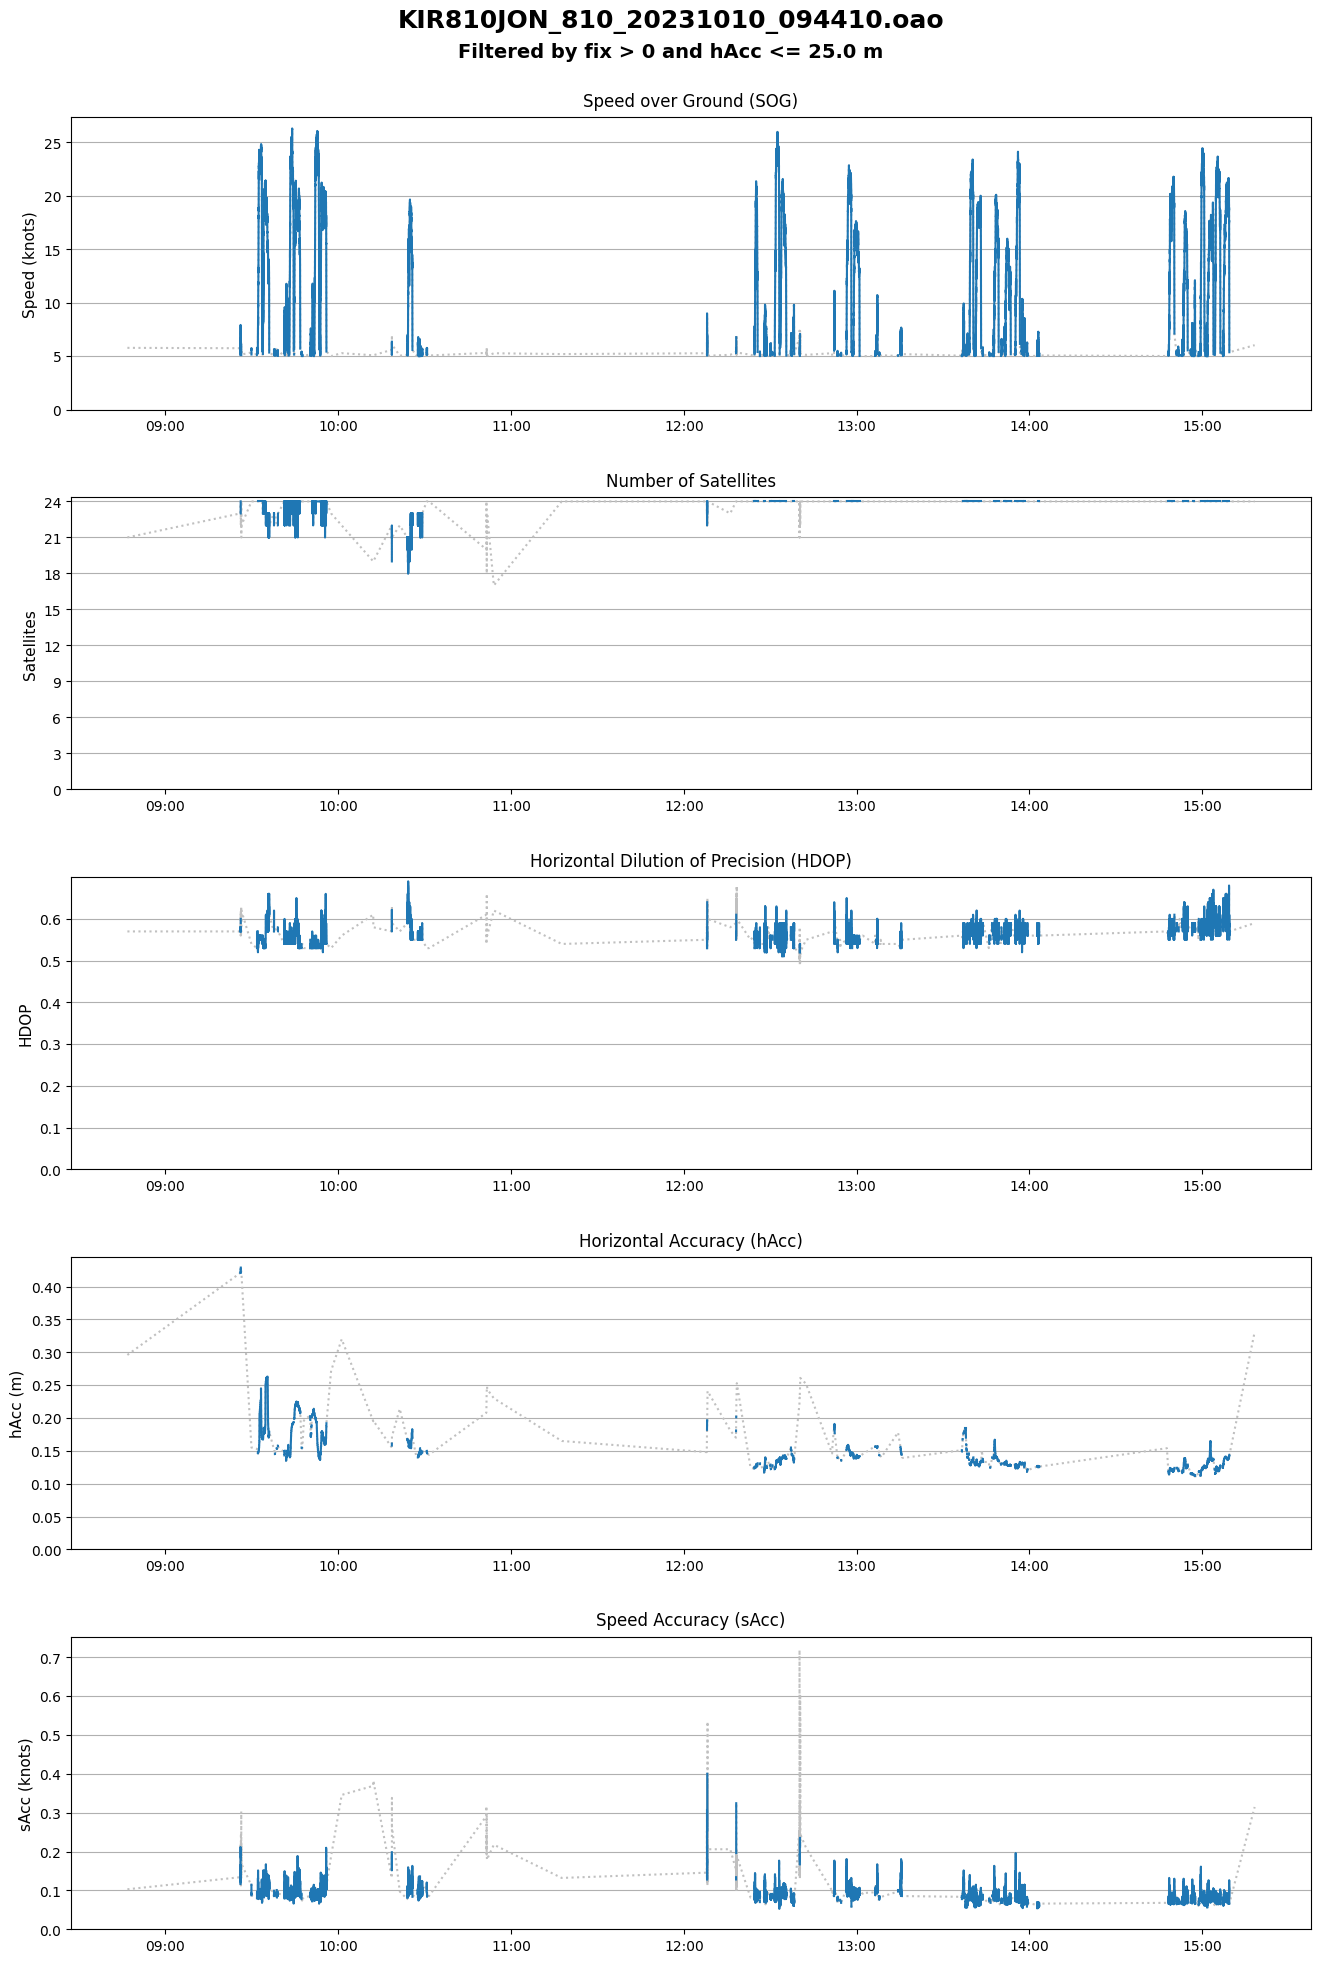 KIR810JON_810_20231010_094410.oao
Filtered by fix > 0 and hAcc <= 25.0 m
Speed over Ground (SOG)
Speed (knots)
25
20
15
10
5
0
09:00 10:00 11:00 12:00 13:00 14:00 15:00
Number of Satellites
Satellites
24
21
18
15
12
9
6
3
0
09:00 10:00 11:00 12:00 13:00 14:00 15:00
Horizontal Dilution of Precision (HDOP)
HDOP
0.6
0.5
0.4
0.3
0.2
0.1
0.0
09:00 10:00 11:00 12:00 13:00 14:00 15:00
Horizontal Accuracy (hAcc)
hAcc (m)
0.40
0.35
0.30
0.25
0.20
0.15
0.10
0.05
0.00
09:00 10:00 11:00 12:00 13:00 14:00 15:00
Speed Accuracy (sAcc)
sAcc (knots)
0.7
0.6
0.5
0.4
0.3
0.2
0.1
0.0
09:00 10:00 11:00 12:00 13:00 14:00 15:00